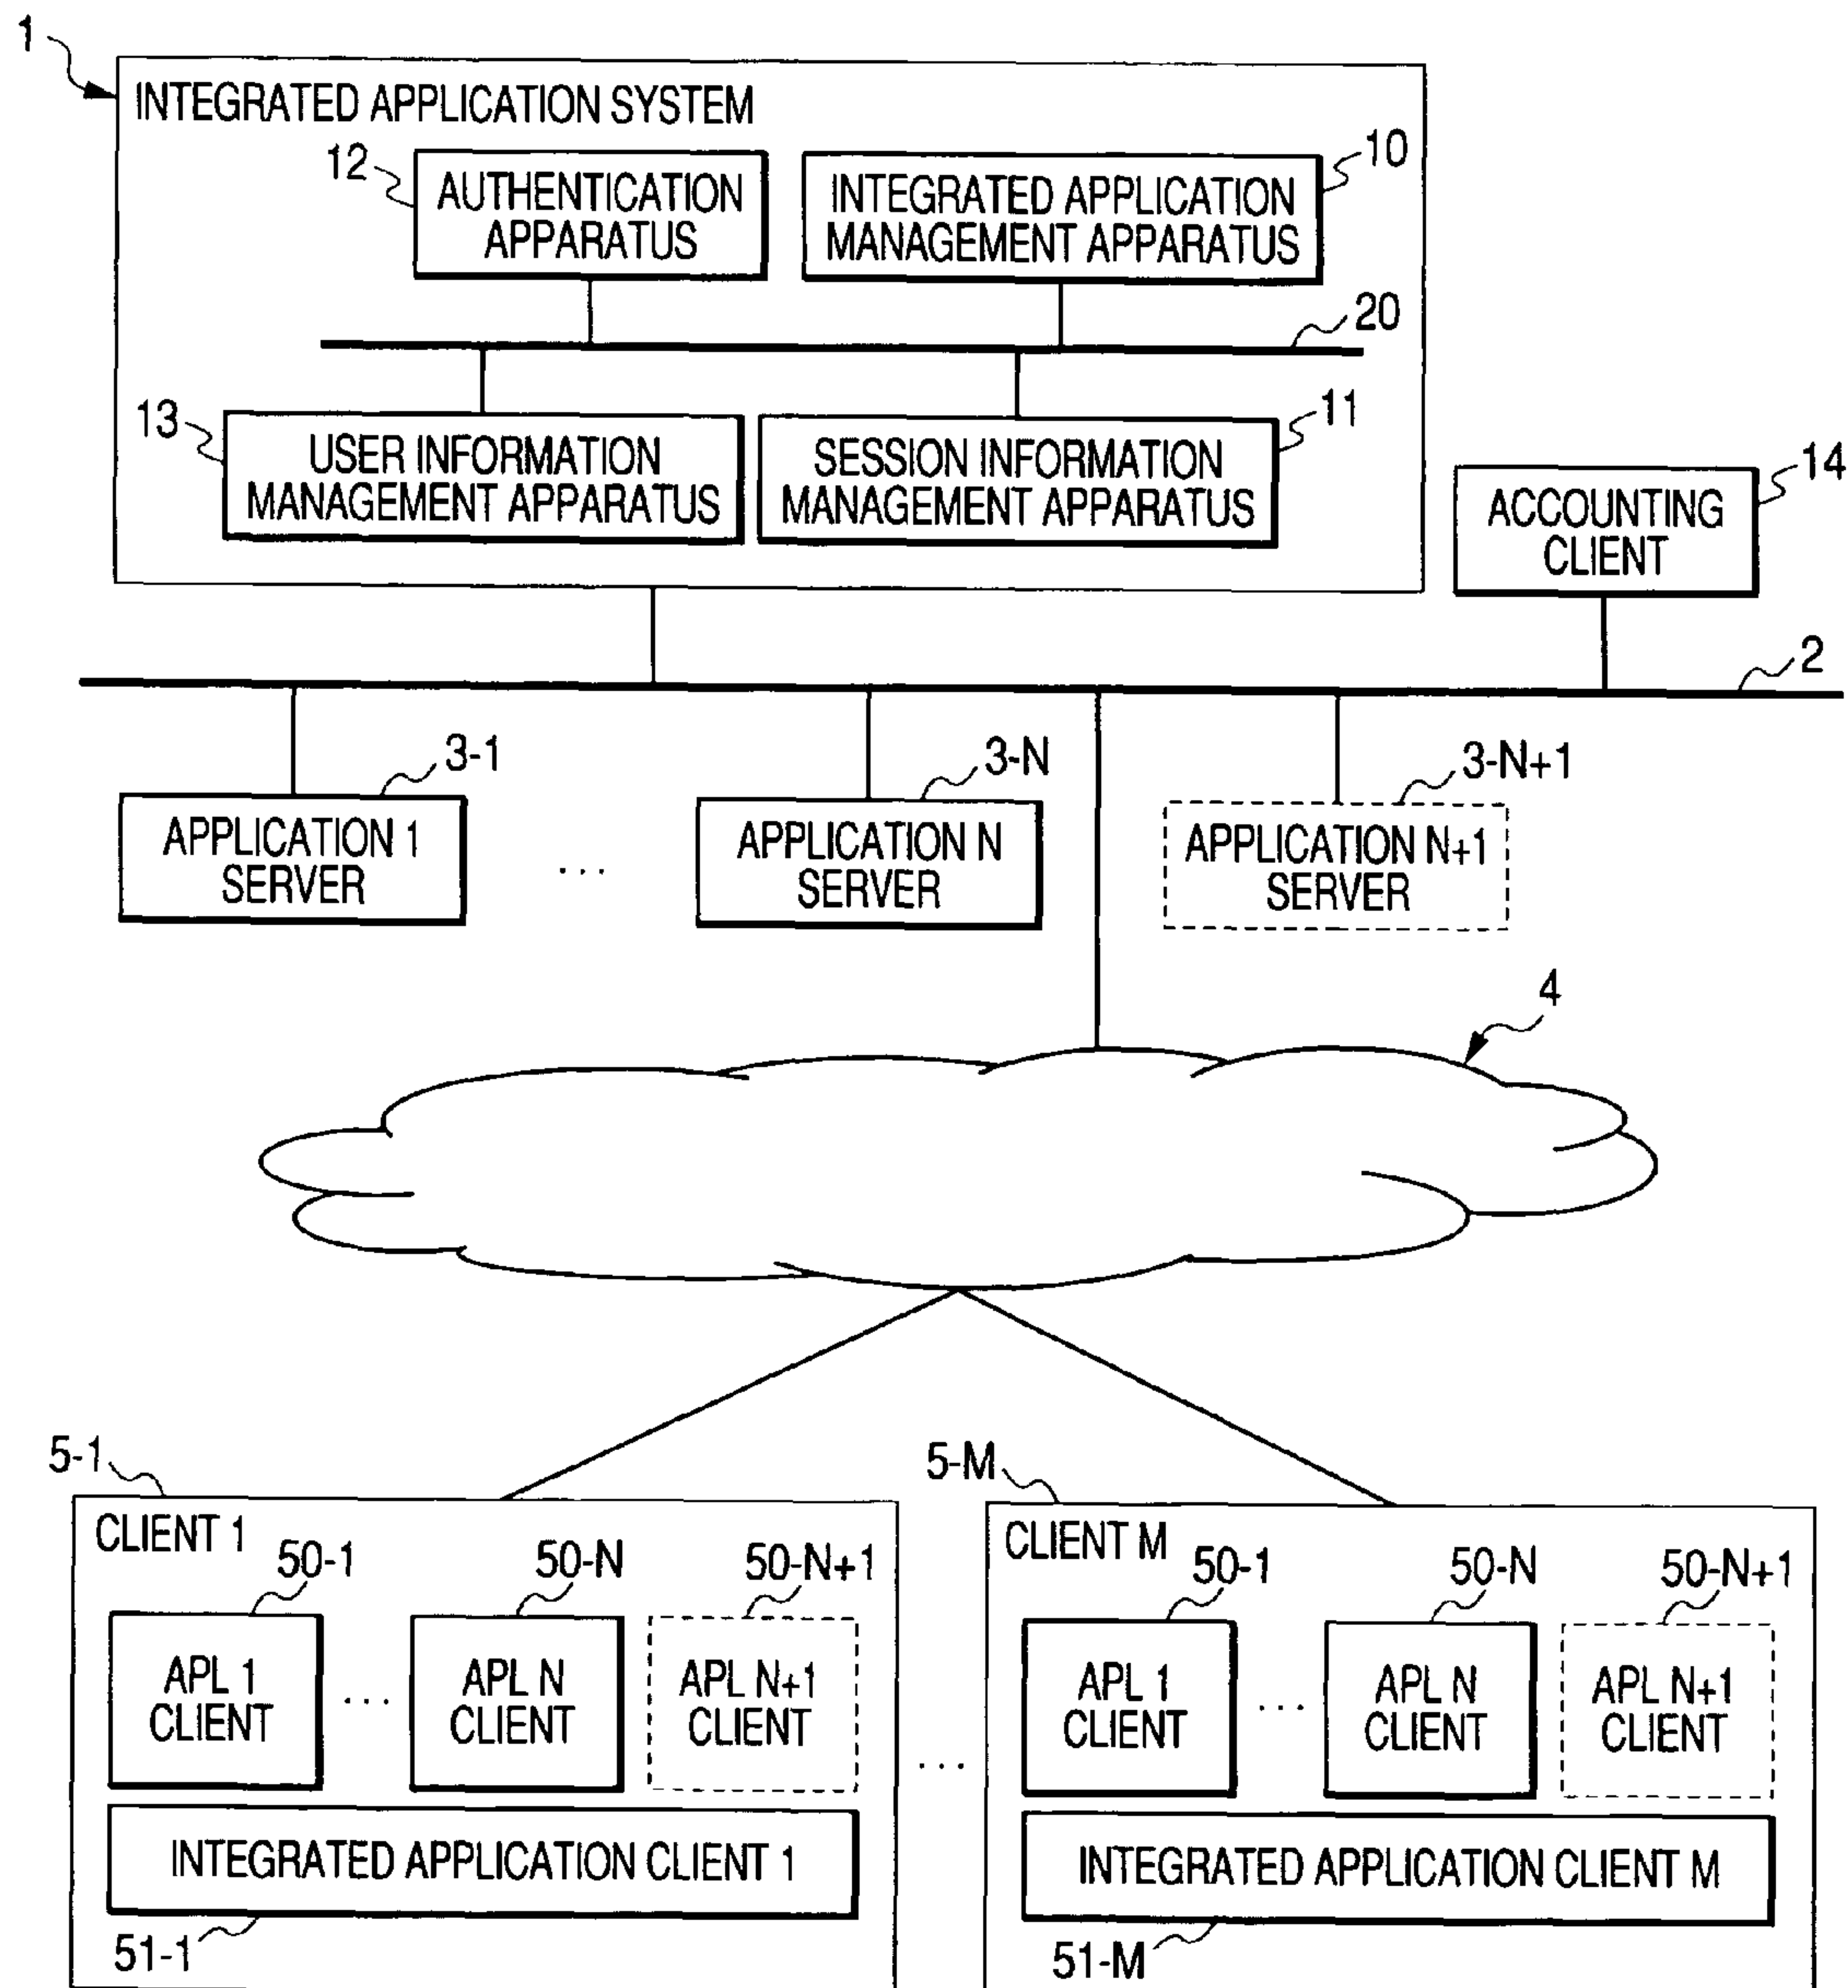 1
INTEGRATED APPLICATION SYSTEM
12
AUTHENTICATION
APPARATUS
10
INTEGRATED APPLICATION
MANAGEMENT APPARATUS
20
13
USER INFORMATION
MANAGEMENT APPARATUS
11
SESSION INFORMATION
MANAGEMENT APPARATUS
14
ACCOUNTING
CLIENT
2
3-1
APPLICATION 1
SERVER
...
3-N
APPLICATION N
SERVER
3-N+1
APPLICATION N+1
SERVER
4
5-1
CLIENT 1
50-1
APL 1
CLIENT
...
50-N
APL N
CLIENT
50-N+1
APL N+1
CLIENT
INTEGRATED APPLICATION CLIENT 1
51-1
...
5-M
CLIENT M
50-1
APL 1
CLIENT
...
50-N
APL N
CLIENT
50-N+1
APL N+1
CLIENT
INTEGRATED APPLICATION CLIENT M
51-M